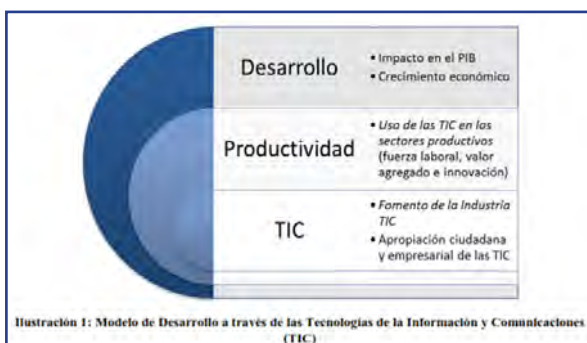 Desarrollo
• Impacto en el PIB
• Crecimiento económico
Productividad
• Uso de las TIC en los
sectores productivos
(fuerza laboral, valor
agregado e innovación)
TIC
• Fomento de la Industria
TIC
• Apropiación ciudadana
y empresarial de las TIC
Ilustración 1: Modelo de Desarrollo a través de las Tecnologías de la Información y Comunicaciones
(TIC)